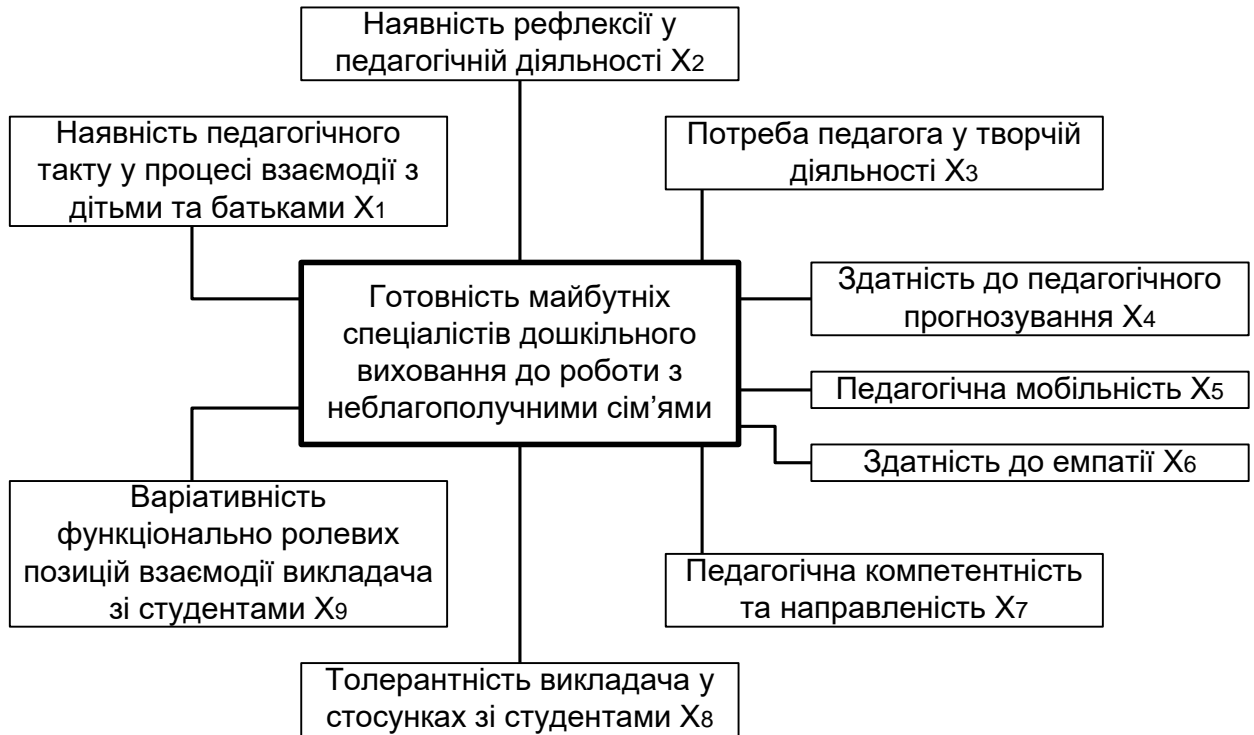 Наявність рефлексії у
педагогічній діяльності X2
Наявність педагогічного
такту у процесі взаємодії з
дітьми та батьками X1
Потреба педагога у творчій
діяльності X3
Готовність майбутніх
спеціалістів дошкільного
виховання до роботи з
неблагополучними сім’ями
Здатність до педагогічного
прогнозування X4
Педагогічна мобільність X5
Здатність до емпатії X6
Варіативність
функціонально ролевих
позицій взаємодії викладача
зі студентами X9
Педагогічна компетентність
та направленість X7
Толерантність викладача у
стосунках зі студентами X8